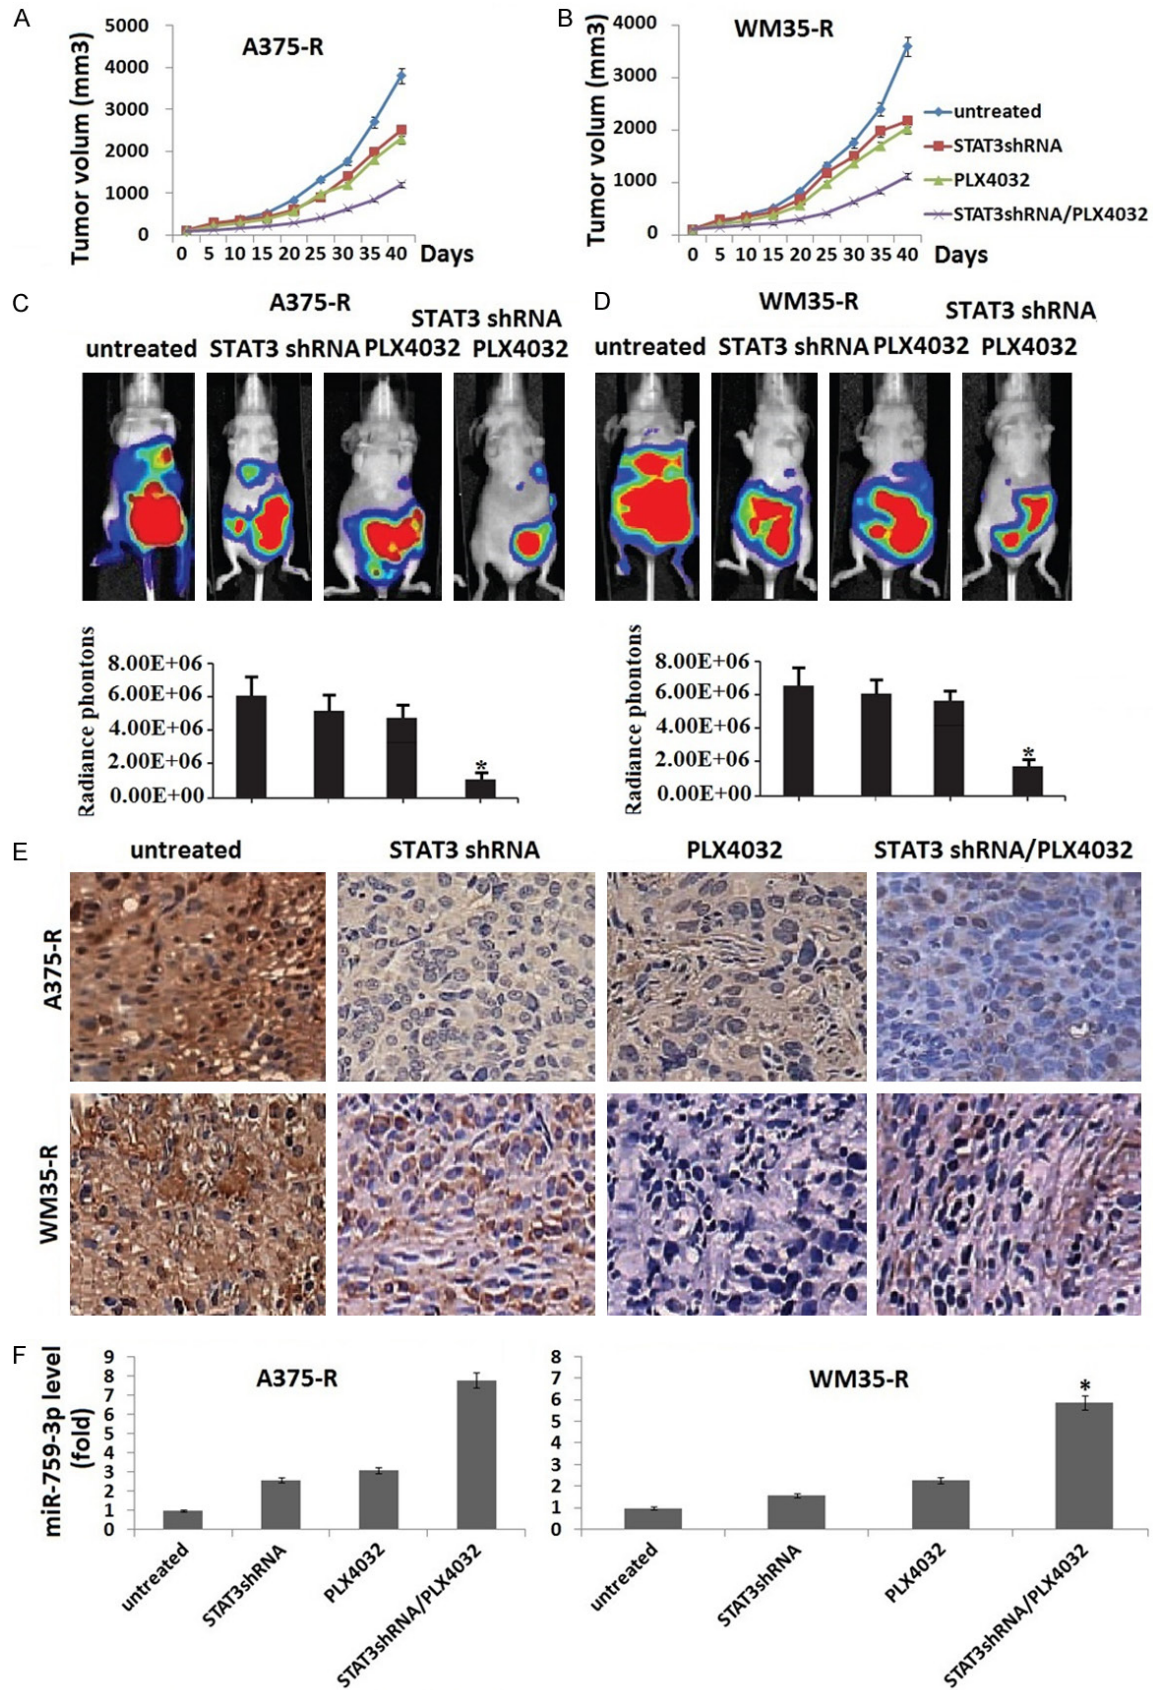 A
A375-R
Tumor volum (mm3)
5000
4000
3000
2000
1000
0
0 5 10 15 20 25 30 35 40 Days
B
WM35-R
Tumor volum (mm3)
4000
3000
2000
1000
0
0 5 10 15 20 25 30 35 40 Days
untreated
STAT3shRNA
PLX4032
STAT3shRNA/PLX4032
C
A375-R
STAT3 shRNA
untreated STAT3 shRNA PLX4032 PLX4032
D
WM35-R
STAT3 shRNA
untreated STAT3 shRNA PLX4032 PLX4032
Radiance phontons
8.00E+06
6.00E+06
4.00E+06
2.00E+06
0.00E+00
*
Radiance phontons
8.00E+06
6.00E+06
4.00E+06
2.00E+06
0.00E+00
*
E
untreated STAT3 shRNA PLX4032 STAT3 shRNA/PLX4032
A375-R
WM35-R
F
A375-R
miR-759-3p level
(fold)
9
8
7
6
5
4
3
2
1
0
untreated
STAT3shRNA
PLX4032
STAT3shRNA/PLX4032
WM35-R
8
7
6
5
4
3
2
1
0
*
untreated
STAT3shRNA
PLX4032
STAT3shRNA/PLX4032